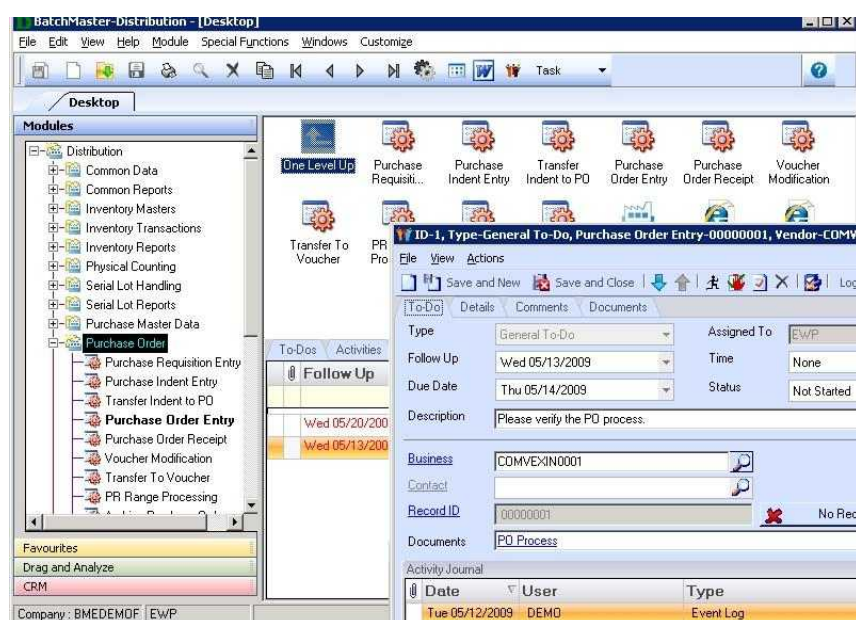 BatchMaster-Distribution - [Desktop]
File Edit View Help Module Special Functions Windows Customize
Task
Desktop
Modules
Distribution
Common Data
Common Reports
Inventory Masters
Inventory Transactions
Inventory Reports
Physical Counting
Serial Lot Handling
Serial Lot Reports
Purchase Master Data
Purchase Order
Purchase Requisition Entry
Purchase Indent Entry
Transfer Indent to PO
Purchase Order Entry
Purchase Order Receipt
Voucher Modification
Transfer To Voucher
PR Range Processing
Favourites
Drag and Analyze
CRM
Company : BMEDEMOF EWP
One Level Up
Purchase Requisiti...
Purchase Indent Entry
Transfer Indent to PO
Purchase Order Entry
Purchase Order Receipt
Voucher Modification
Transfer To Voucher
PR
Pro
To-Dos Activities
Follow Up
Wed 05/20/200
Wed 05/13/200
ID-1, Type-General To-Do, Purchase Order Entry-00000001, Vendor-COMV
File View Actions
Save and New Save and Close Log
To-Do Details Comments Documents
Type General To-Do Assigned To EWP
Follow Up Wed 05/13/2009 Time None
Due Date Thu 05/14/2009 Status Not Started
Description Please verify the PO process.
Business COMVEXIN0001
Contact
Record ID 00000001 No Rec
Documents PO Process
Activity Journal
Date User Type
Tue 05/12/2009 DEMO Event Log